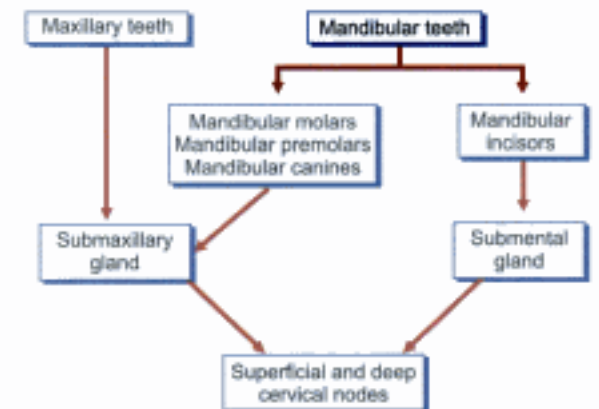 Maxillary teeth
Mandibular teeth
Mandibular molars
Mandibular premolars
Mandibular canines
Mandibular
incisors
Submaxillary
gland
Submental
gland
Superficial and deep
cervical nodes